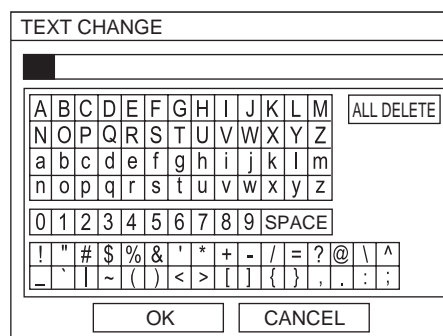 TEXT CHANGE
A B C D E F G H I J K L M ALL DELETE
N O P Q R S T U V W X Y Z
a b c d e f g h i j k l m
n o p q r s t u v w x y z
0 1 2 3 4 5 6 7 8 9 SPACE
! " # $ % & ' * + - / = ? @ \ ^
_ ` | ~ ( ) < > [ ] { } , . : ;
OK CANCEL